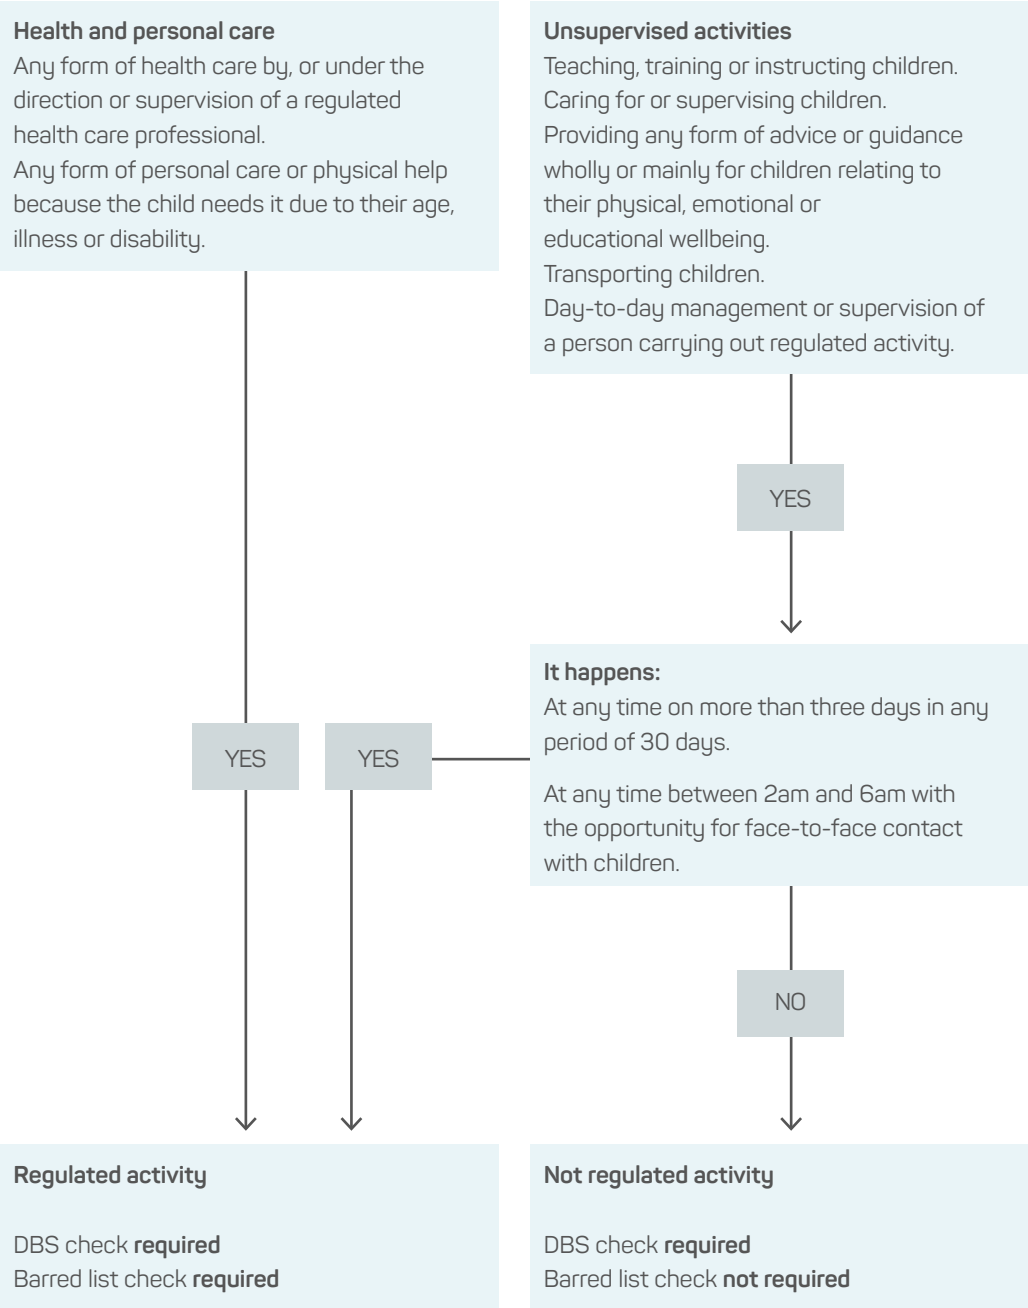 Health and personal care
Any form of health care by, or under the
direction or supervision of a regulated
health care professional.
Any form of personal care or physical help
because the child needs it due to their age,
illness or disability.
Unsupervised activities
Teaching, training or instructing children.
Caring for or supervising children.
Providing any form of advice or guidance
wholly or mainly for children relating to
their physical, emotional or
educational wellbeing.
Transporting children.
Day-to-day management or supervision of
a person carrying out regulated activity.
YES
It happens:
At any time on more than three days in any
period of 30 days.
At any time between 2am and 6am with
the opportunity for face-to-face contact
with children.
YES
YES
NO
Regulated activity
DBS check required
Barred list check required
Not regulated activity
DBS check required
Barred list check not required